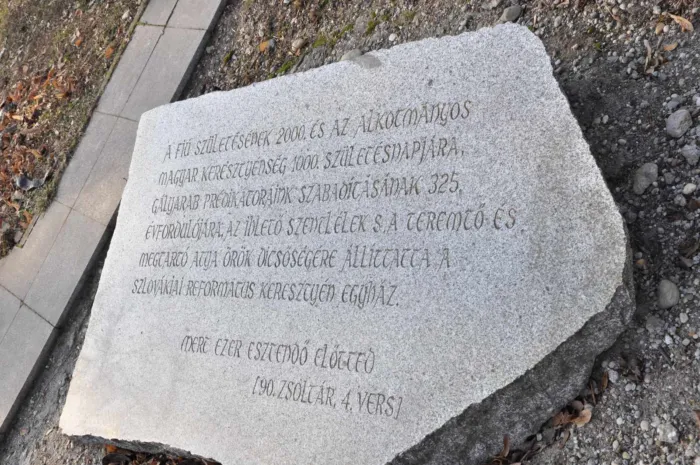 A FIÚ SZÜLETÉSÉNEK 2000. ÉS AZ ALKOTMÁNYOS
MAGYAR KERESZTYÉNSÉG 1000. SZÜLETÉSNAPJÁRA,
GÁLYARAB PRÉDIKÁTORAINK SZABADÍTÁSÁNAK 325.
ÉVFORDULÓJÁRA, AZ IHLETŐ SZENTLÉLEK S A TEREMTŐ ÉS
MEGTARTÓ ATYA ÖRÖK DICSŐSÉGÉRE ÁLLÍTTATTA A
SZLOVÁKIAI REFORMÁTUS KERESZTYÉN EGYHÁZ.
MERT EZER ESZTENDŐ ELŐTTED
[90. ZSOLTÁR, 4. VERS]